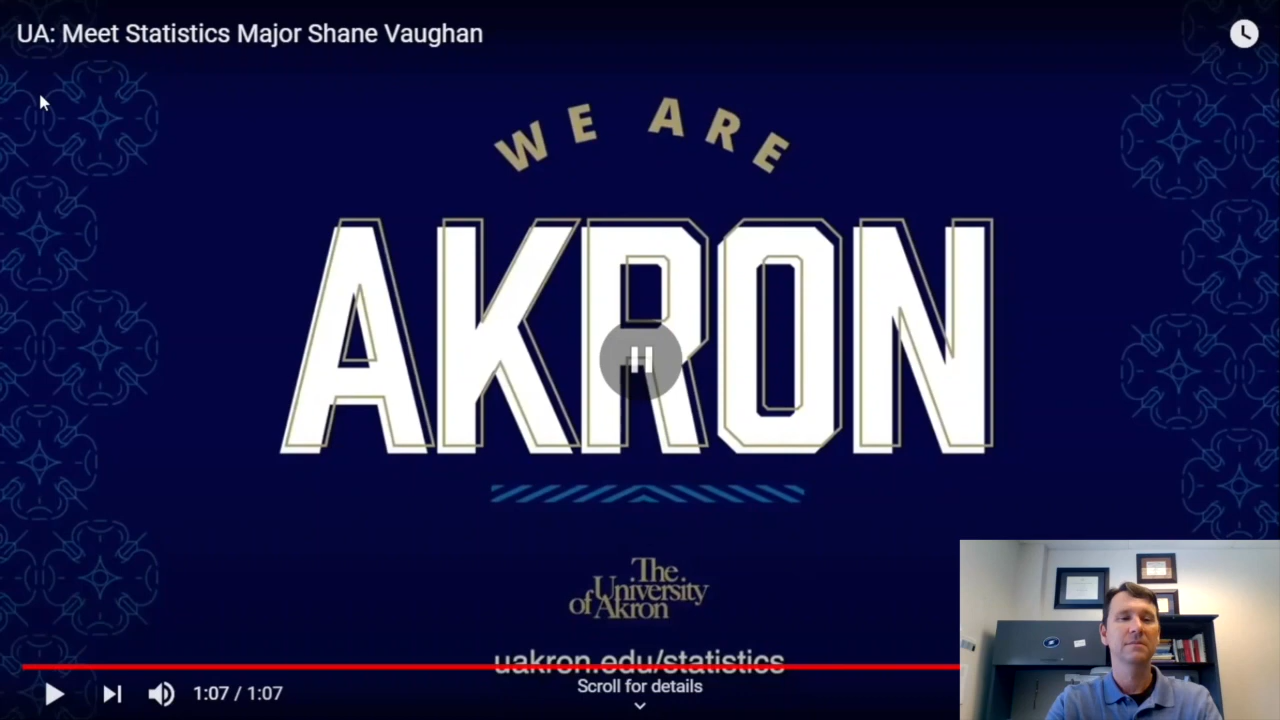 UA: Meet Statistics Major Shane Vaughan
WE ARE
AKRON
The
University
of Akron
uakron.edu/statistics
1:07 / 1:07
Scroll for details